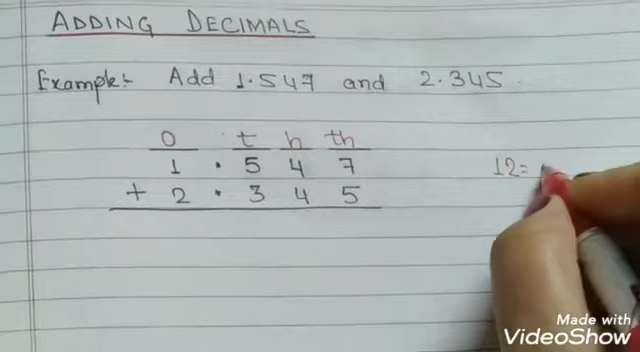 ADDING DECIMALS
Example:- Add 1.547 and 2.345.
O . t h th
1 . 5 4 7
12=
+ 2 . 3 4 5
Made with
VideoShow